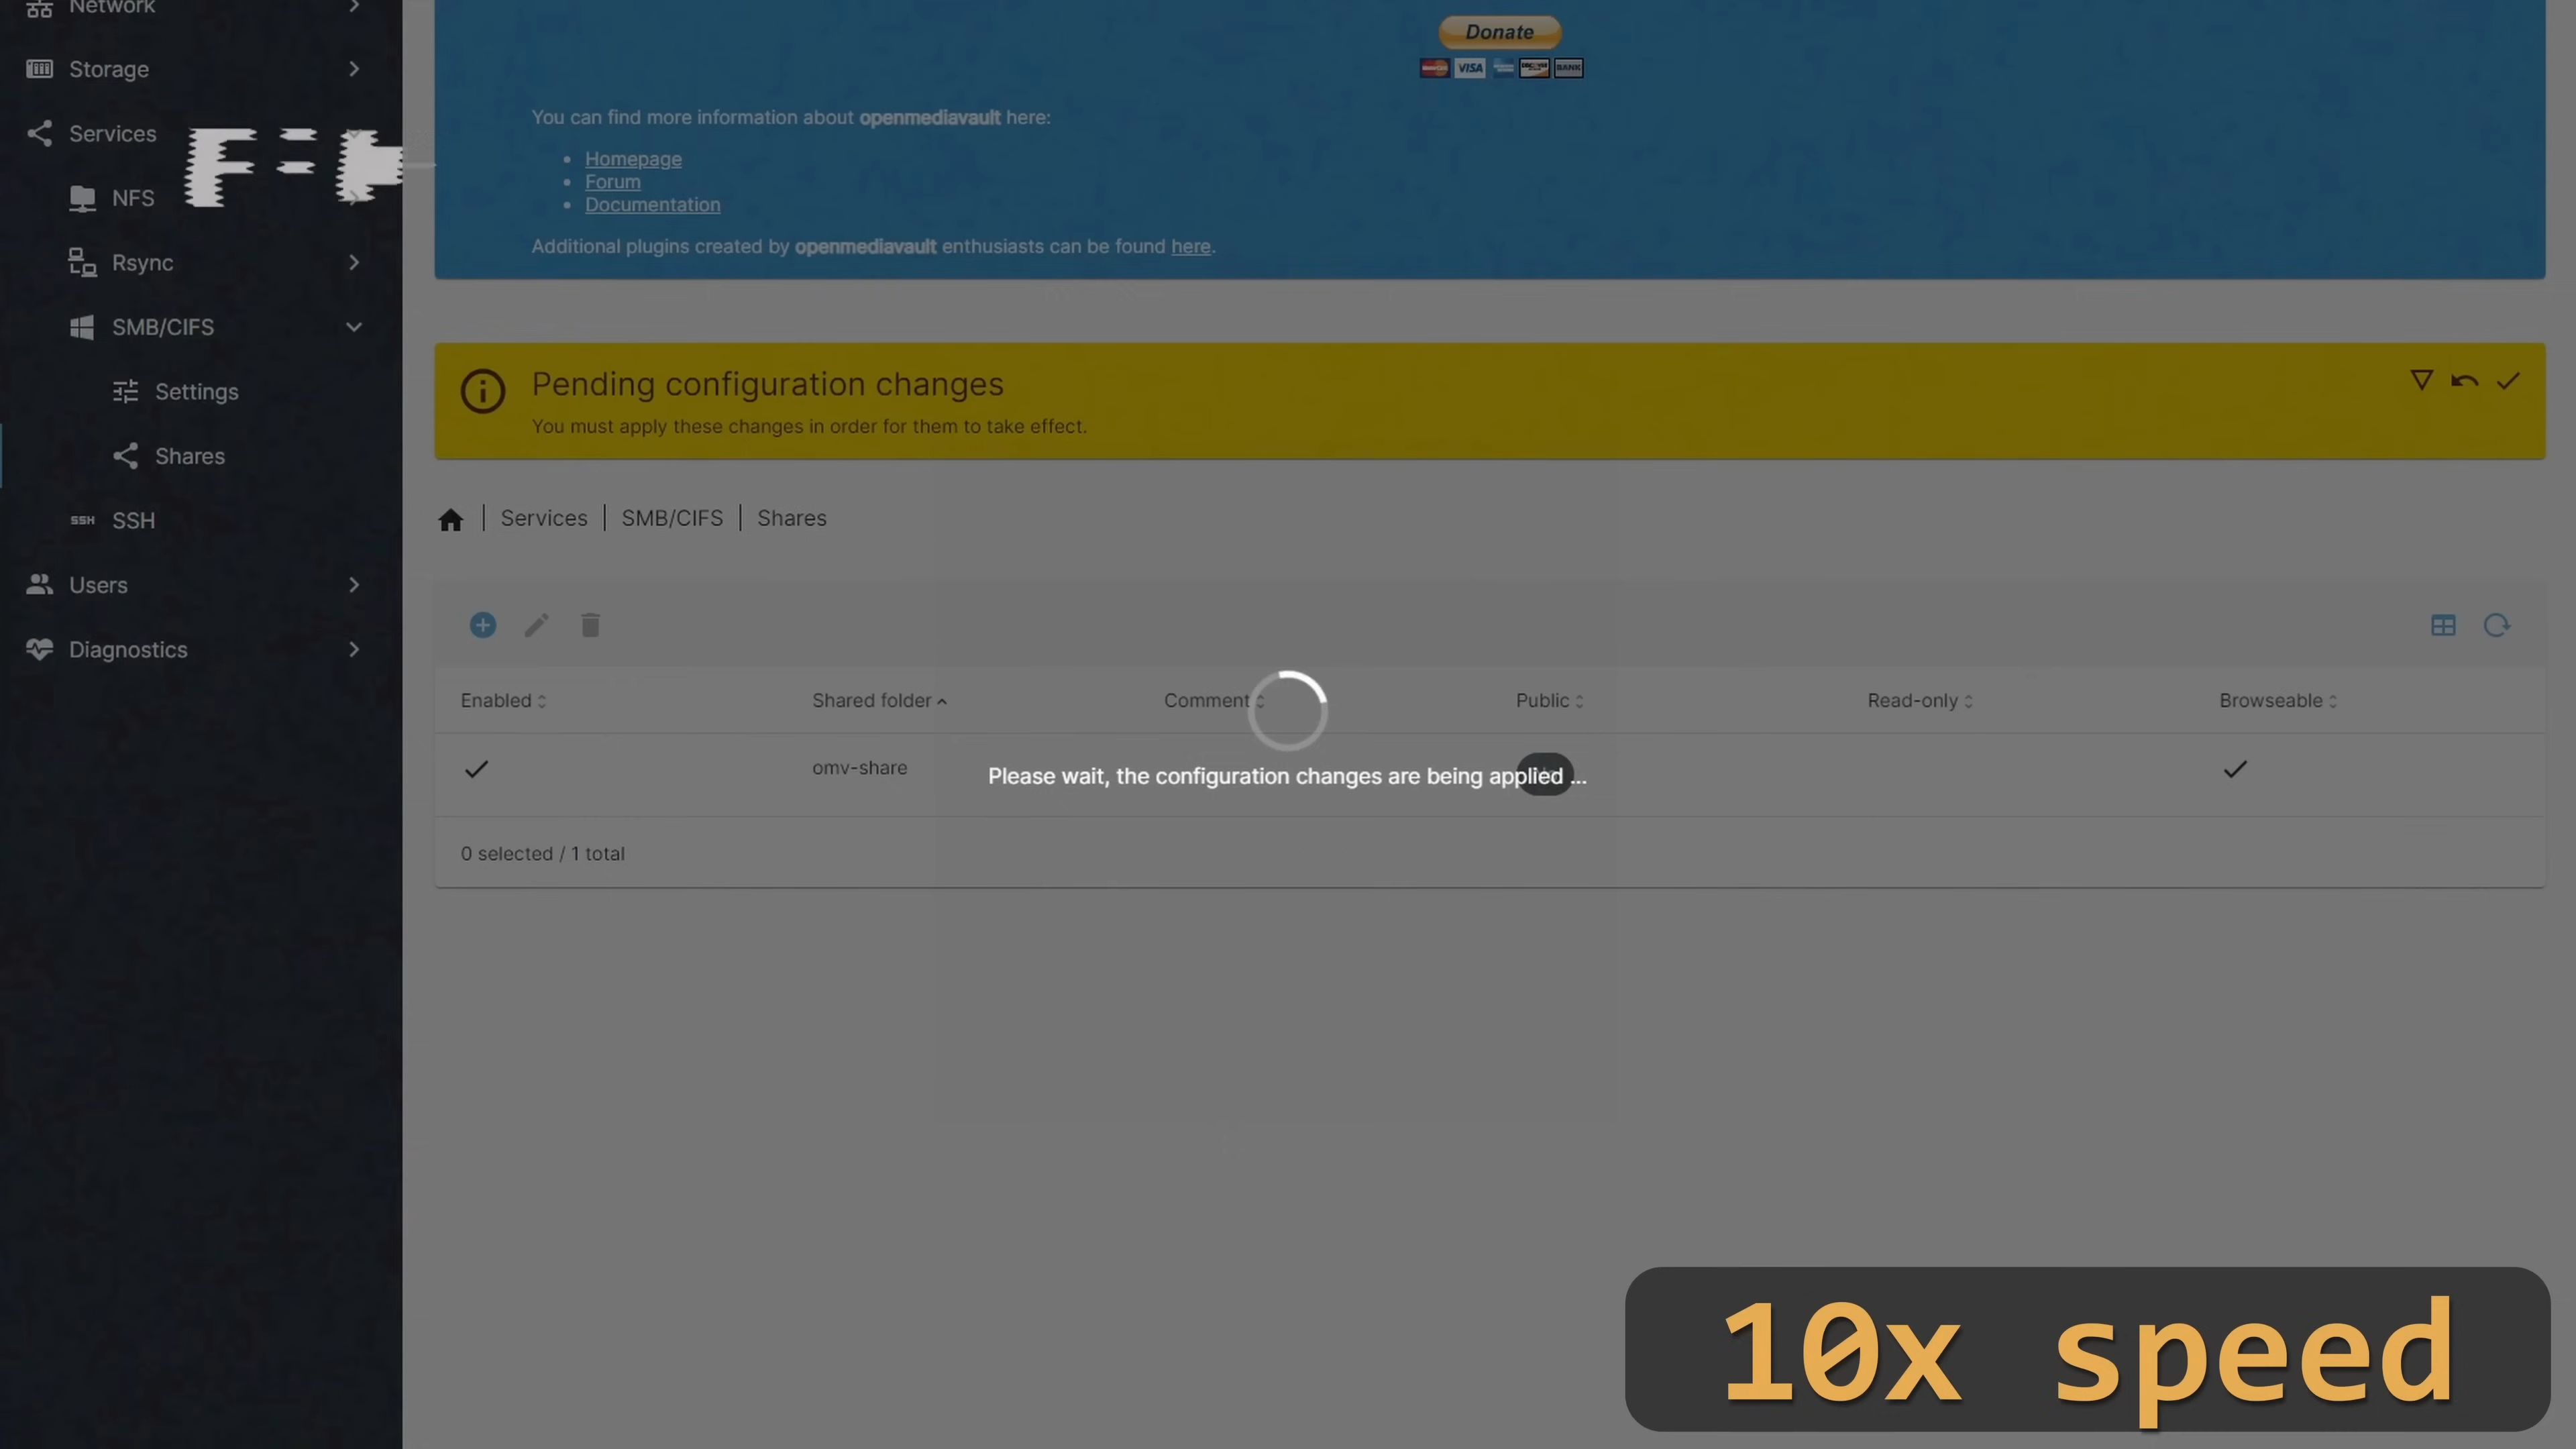 Network
Storage
Services
NFS
Rsync
SMB/CIFS
Settings
Shares
SSH
SSH
Users
Diagnostics
Donate
VISA
DISCOVER
BANK
You can find more information about openmediavault here:
Homepage
Forum
Documentation
Additional plugins created by openmediavault enthusiasts can be found here.
Pending configuration changes
You must apply these changes in order for them to take effect.
Services | SMB/CIFS | Shares
Enabled Shared folder Comment Public Read-only Browseable
omv-share
Please wait, the configuration changes are being applied ...
0 selected / 1 total
10x speed